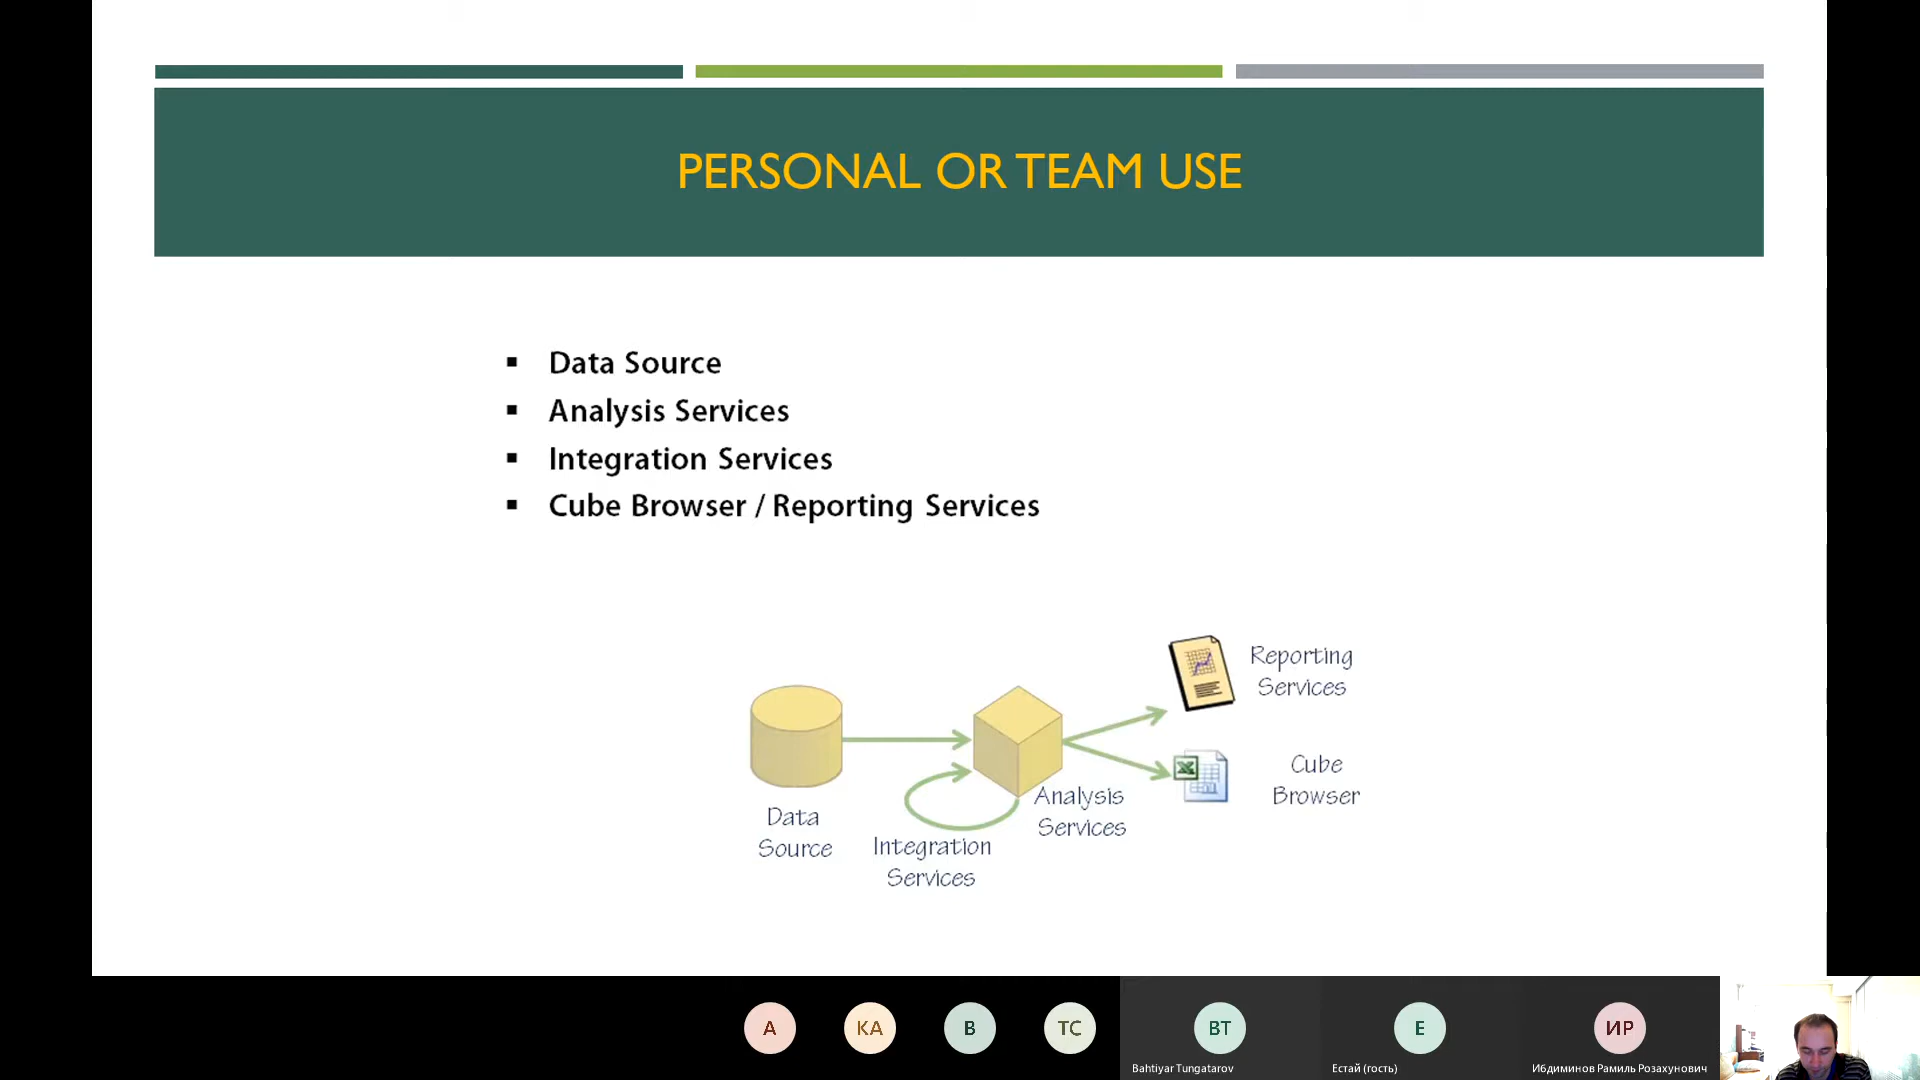 PERSONAL OR TEAM USE
▪ Data Source
▪ Analysis Services
▪ Integration Services
▪ Cube Browser / Reporting Services
Reporting
Services
Cube
Browser
Analysis
Services
Data
Source
Integration
Services
A
KA
B
TC
BT
E
ИР
Bahtiyar Tungatarov
Естай (гость)
Ибдиминов Рамиль Розахунович